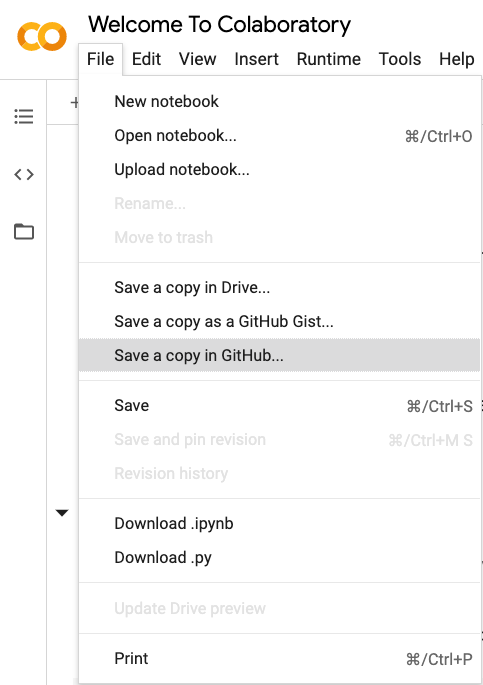 Welcome To Colaboratory
File Edit View Insert Runtime Tools Help
+
New notebook
Open notebook... ⌘/Ctrl+O
Upload notebook...
Rename...
Move to trash
Save a copy in Drive...
Save a copy as a GitHub Gist...
Save a copy in GitHub...
Save ⌘/Ctrl+S
Save and pin revision ⌘/Ctrl+M S
Revision history
Download .ipynb
Download .py
Update Drive preview
Print ⌘/Ctrl+P